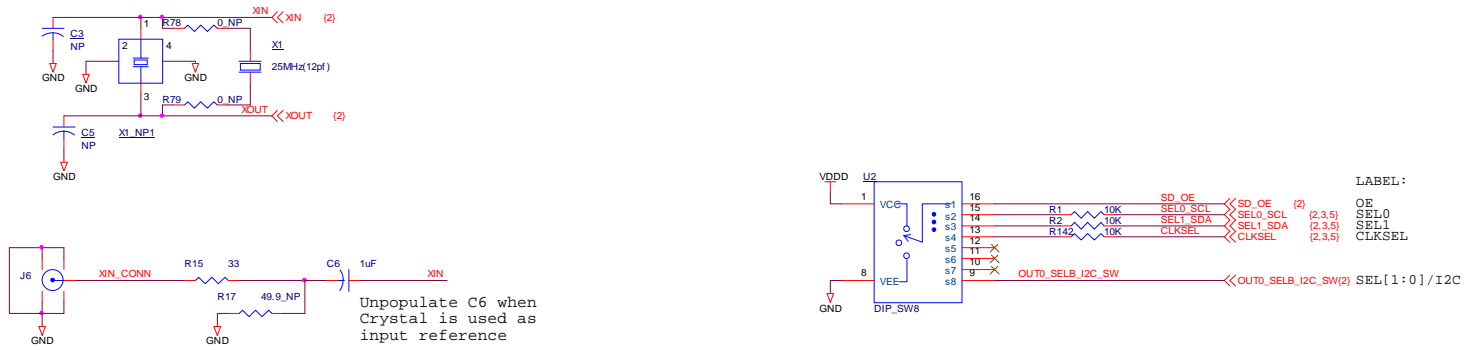 XIN
XIN {2}
C3
NP
GND
1
2
4
3
GND
GND
R78
0_NP
X1
25MHz(12pf)
R79
0_NP
XOUT
XOUT {2}
C5
NP
GND
X1_NP1
J6
GND
XIN_CONN
R15 33
R17 49.9_NP
GND
C6 1uF
XIN
Unpopulate C6 when
Crystal is used as
input reference
VDDD
U2
1 VCC
8 VEE
GND
DIP_SW8
s1 16 SD_OE SD_OE {2}
s2 15 R1 10K SEL0_SCL SEL0_SCL {2,3,5}
s3 14 R2 10K SEL1_SDA SEL1_SDA {2,3,5}
s4 13 R142 10K CLKSEL CLKSEL {2,3,5}
s5 12
s6 11
s7 10
s8 9 OUT0_SELB_I2C_SW OUT0_SELB_I2C_SW{2}
LABEL:
OE
SEL0
SEL1
CLKSEL
SEL[1:0]/I2C